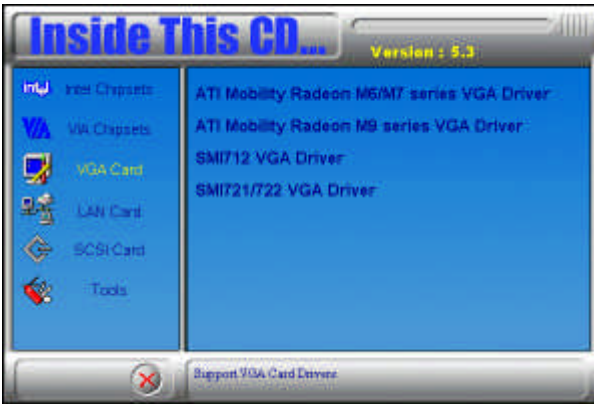 Inside This CD...
Version : 5.3
intel Intel Chipsets
VIA VIA Chipsets
VGA Card
LAN Card
SCSI Card
Tools
ATI Mobility Radeon M6/M7 series VGA Driver
ATI Mobility Radeon M9 series VGA Driver
SMI712 VGA Driver
SMI721/722 VGA Driver
Support VGA Card Drivers